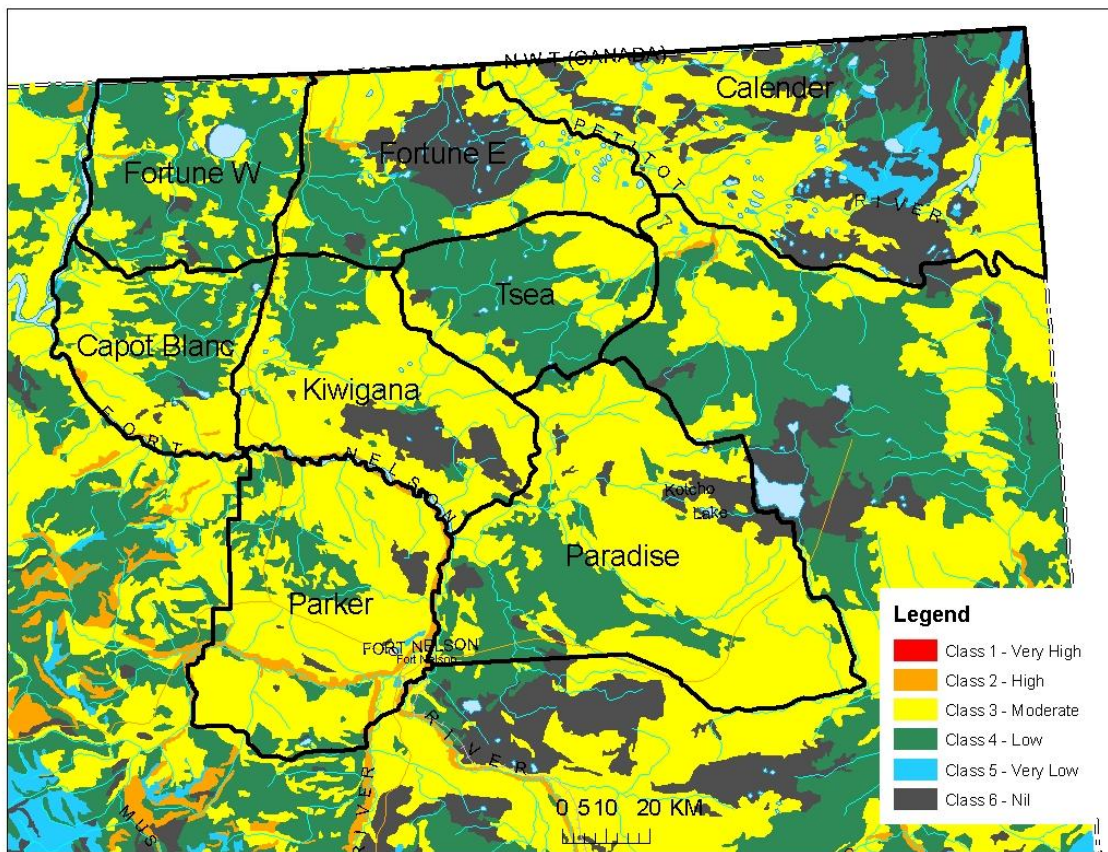 NWT (CANADA)
Calender
PETITOT
RIVER
Fortune W
Fortune E
Tsea
Capot Blanc
Kiwigana
FORT
NELSON
Kotcho
Lake
Paradise
Parker
FORT NELSON
Fort Nelson
RIVER
RIVER
MUS
0 5 10 20 KM
Legend
Class 1 - Very High
Class 2 - High
Class 3 - Moderate
Class 4 - Low
Class 5 - Very Low
Class 6 - Nil